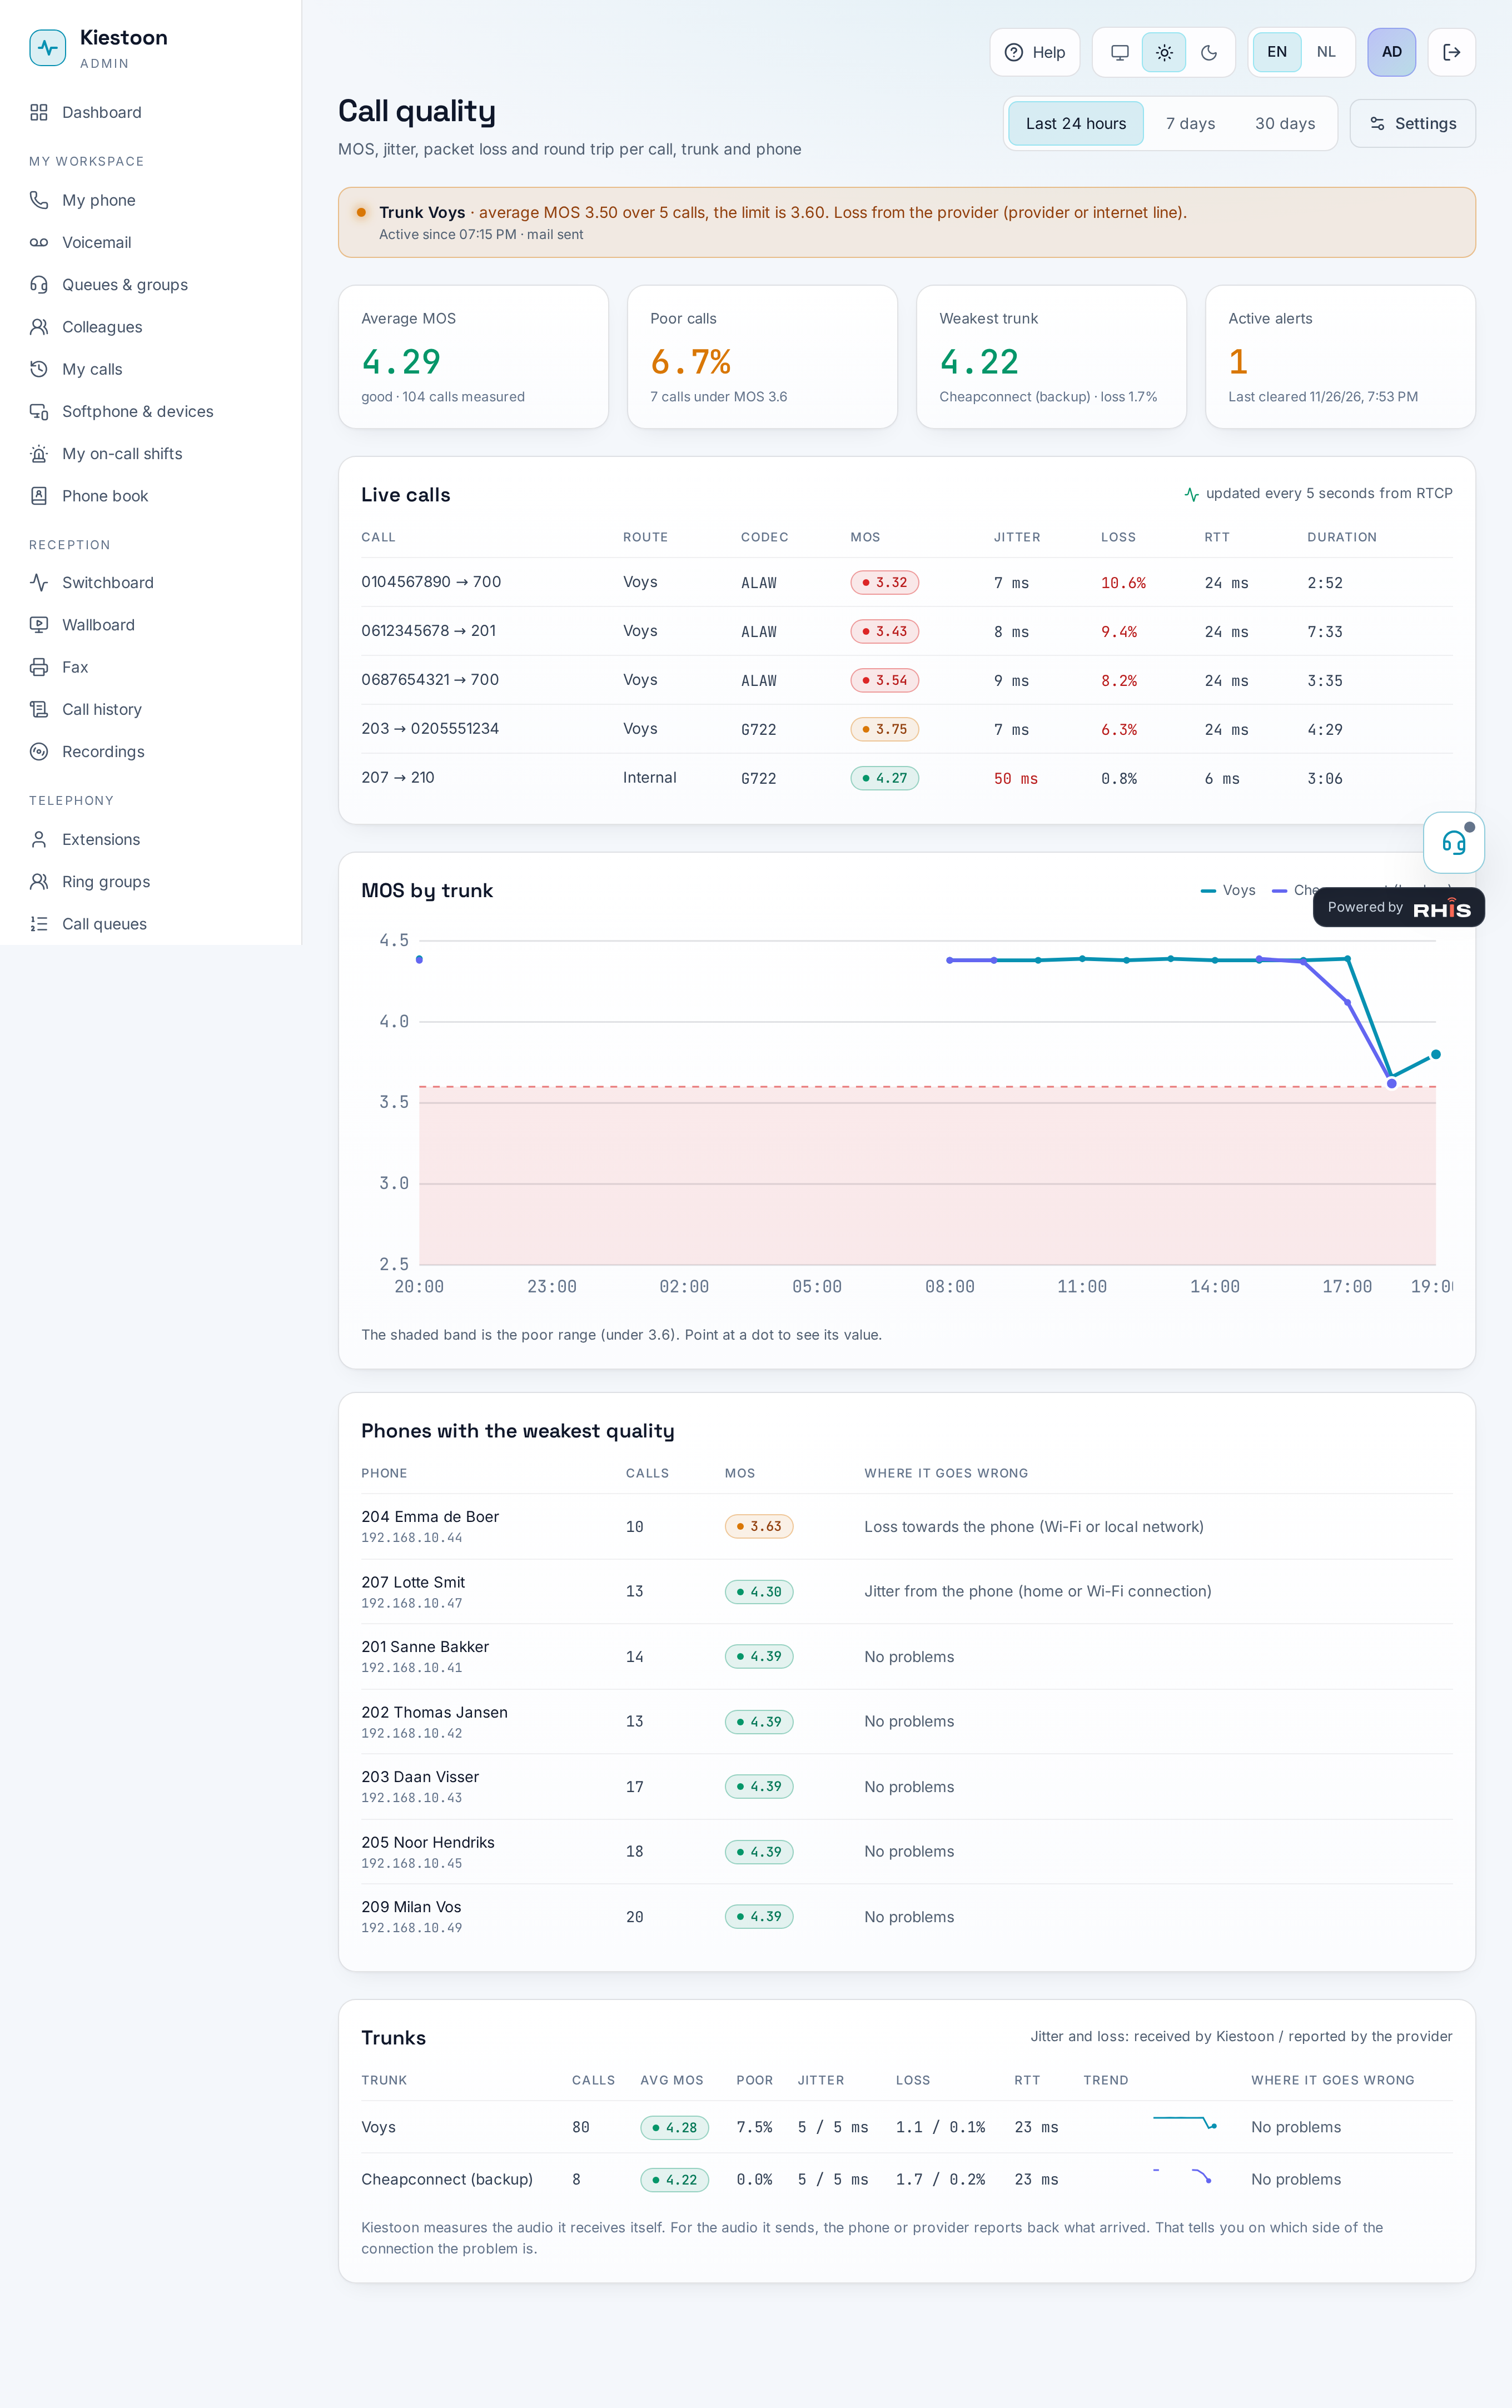 Kiestoon
ADMIN
Dashboard
MY WORKSPACE
My phone
Voicemail
Queues & groups
Colleagues
My calls
Softphone & devices
My on-call shifts
Phone book
RECEPTION
Switchboard
Wallboard
Fax
Call history
Recordings
TELEPHONY
Extensions
Ring groups
Call queues
Help
EN NL AD
Call quality
MOS, jitter, packet loss and round trip per call, trunk and phone
Last 24 hours 7 days 30 days Settings
Trunk Voys · average MOS 3.50 over 5 calls, the limit is 3.60. Loss from the provider (provider or internet line).
Active since 07:15 PM · mail sent
Average MOS
4.29
good · 104 calls measured
Poor calls
6.7%
7 calls under MOS 3.6
Weakest trunk
4.22
Cheapconnect (backup) · loss 1.7%
Active alerts
1
Last cleared 11/26/26, 7:53 PM
Live calls
updated every 5 seconds from RTCP
CALL ROUTE CODEC MOS JITTER LOSS RTT DURATION
0104567890 → 700 Voys ALAW 3.32 7 ms 10.6% 24 ms 2:52
0612345678 → 201 Voys ALAW 3.43 8 ms 9.4% 24 ms 7:33
0687654321 → 700 Voys ALAW 3.54 9 ms 8.2% 24 ms 3:35
203 → 0205551234 Voys G722 3.75 7 ms 6.3% 24 ms 4:29
207 → 210 Internal G722 4.27 50 ms 0.8% 6 ms 3:06
MOS by trunk
Voys
Powered by RHIS
4.5
4.0
3.5
3.0
2.5
20:00 23:00 02:00 05:00 08:00 11:00 14:00 17:00 19:0
The shaded band is the poor range (under 3.6). Point at a dot to see its value.
Phones with the weakest quality
PHONE CALLS MOS WHERE IT GOES WRONG
204 Emma de Boer
192.168.10.44
10 3.63 Loss towards the phone (Wi-Fi or local network)
207 Lotte Smit
192.168.10.47
13 4.30 Jitter from the phone (home or Wi-Fi connection)
201 Sanne Bakker
192.168.10.41
14 4.39 No problems
202 Thomas Jansen
192.168.10.42
13 4.39 No problems
203 Daan Visser
192.168.10.43
17 4.39 No problems
205 Noor Hendriks
192.168.10.45
18 4.39 No problems
209 Milan Vos
192.168.10.49
20 4.39 No problems
Trunks
Jitter and loss: received by Kiestoon / reported by the provider
TRUNK CALLS AVG MOS POOR JITTER LOSS RTT TREND WHERE IT GOES WRONG
Voys 80 4.28 7.5% 5 / 5 ms 1.1 / 0.1% 23 ms No problems
Cheapconnect (backup) 8 4.22 0.0% 5 / 5 ms 1.7 / 0.2% 23 ms No problems
Kiestoon measures the audio it receives itself. For the audio it sends, the phone or provider reports back what arrived. That tells you on which side of the
connection the problem is.